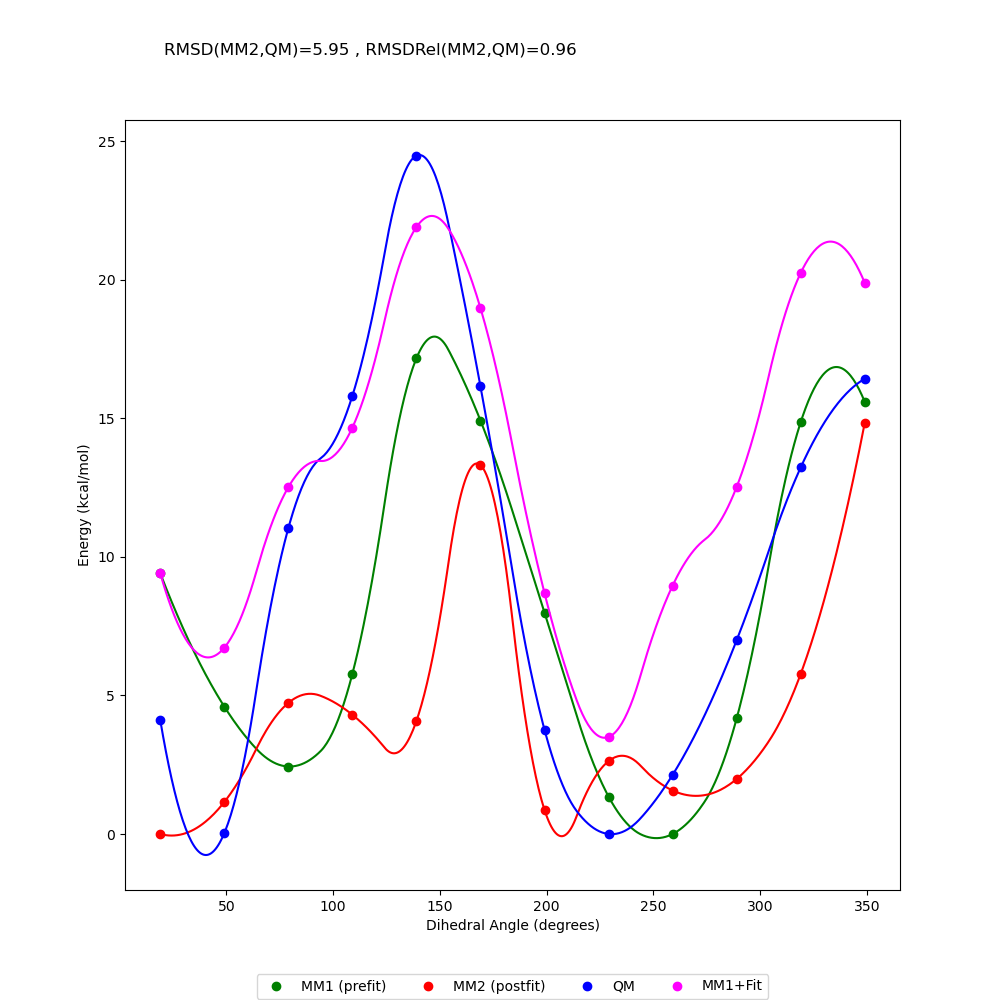 RMSD(MM2,QM)=5.95 , RMSDRel(MM2,QM)=0.96
25
20
15
10
5
0
Energy (kcal/mol)
50 100 150 200 250 300 350
Dihedral Angle (degrees)
MM1 (prefit) MM2 (postfit) QM MM1+Fit